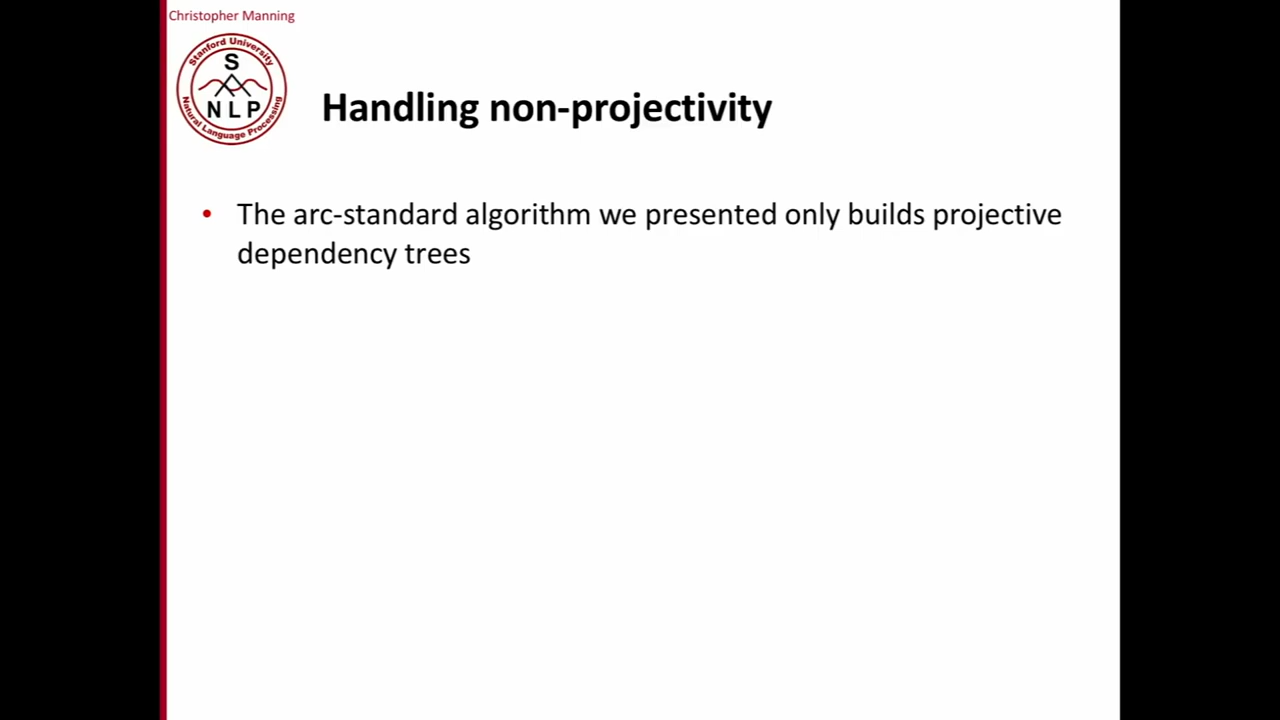 Christopher Manning
Stanford University
S
NLP
Natural Language Processing
Handling non-projectivity
• The arc-standard algorithm we presented only builds projective
dependency trees